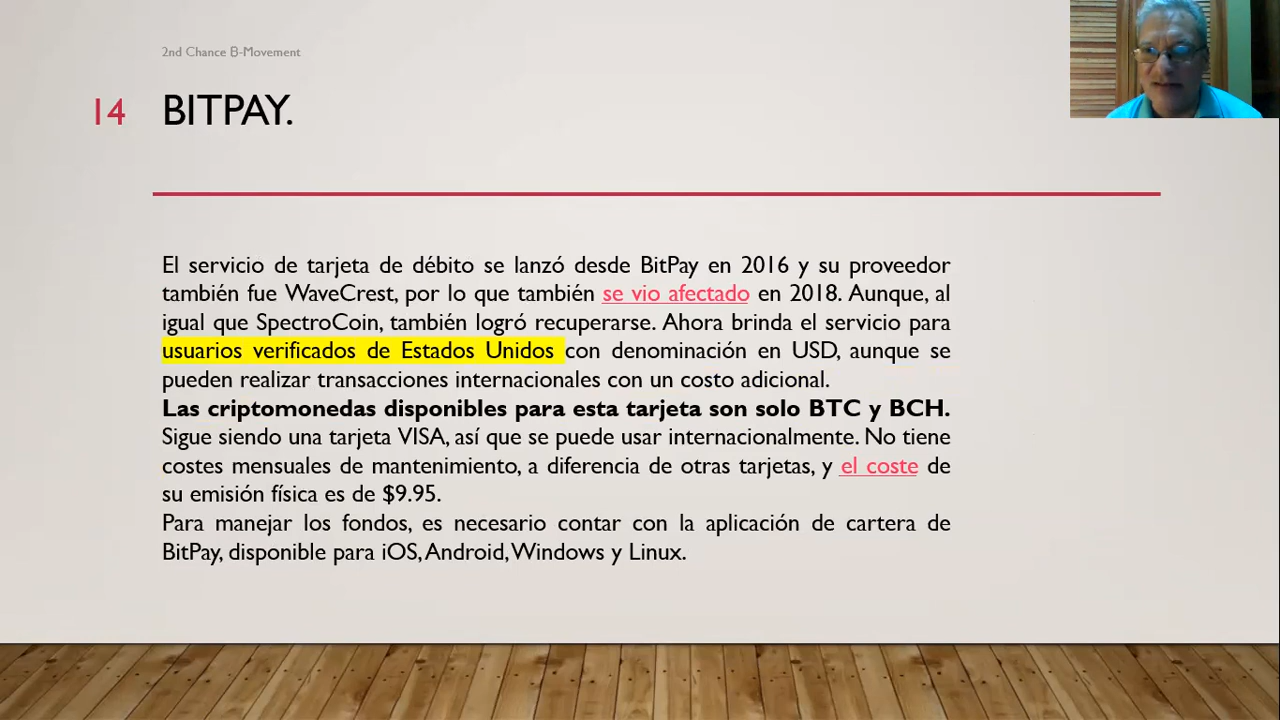 2nd Chance B-Movement
14 BITPAY.
El servicio de tarjeta de débito se lanzó desde BitPay en 2016 y su proveedor
también fue WaveCrest, por lo que también se vio afectado en 2018. Aunque, al
igual que SpectroCoin, también logró recuperarse. Ahora brinda el servicio para
usuarios verificados de Estados Unidos con denominación en USD, aunque se
pueden realizar transacciones internacionales con un costo adicional.
Las criptomonedas disponibles para esta tarjeta son solo BTC y BCH.
Sigue siendo una tarjeta VISA, así que se puede usar internacionalmente. No tiene
costes mensuales de mantenimiento, a diferencia de otras tarjetas, y el coste de
su emisión física es de $9.95.
Para manejar los fondos, es necesario contar con la aplicación de cartera de
BitPay, disponible para iOS, Android, Windows y Linux.